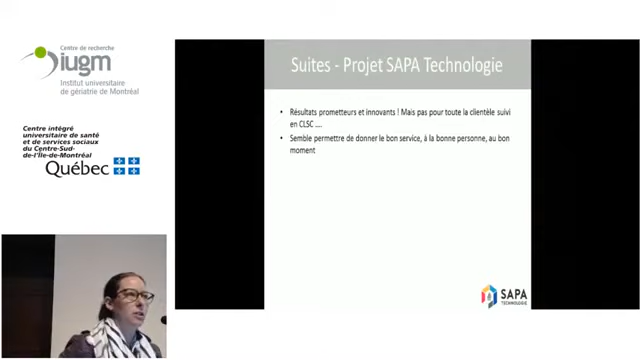 Centre de recherche
iugm
Institut universitaire
de gériatrie de Montréal
Centre intégré
universitaire de santé
et de services sociaux
du Centre-Sud-
de-l'Île-de-Montréal
Québec
Suites - Projet SAPA Technologie
• Résultats prometteurs et innovants ! Mais pas pour toute la clientèle suivi
en CLSC ....
• Semble permettre de donner le bon service, à la bonne personne, au bon
moment
SAPA
TECHNOLOGIE